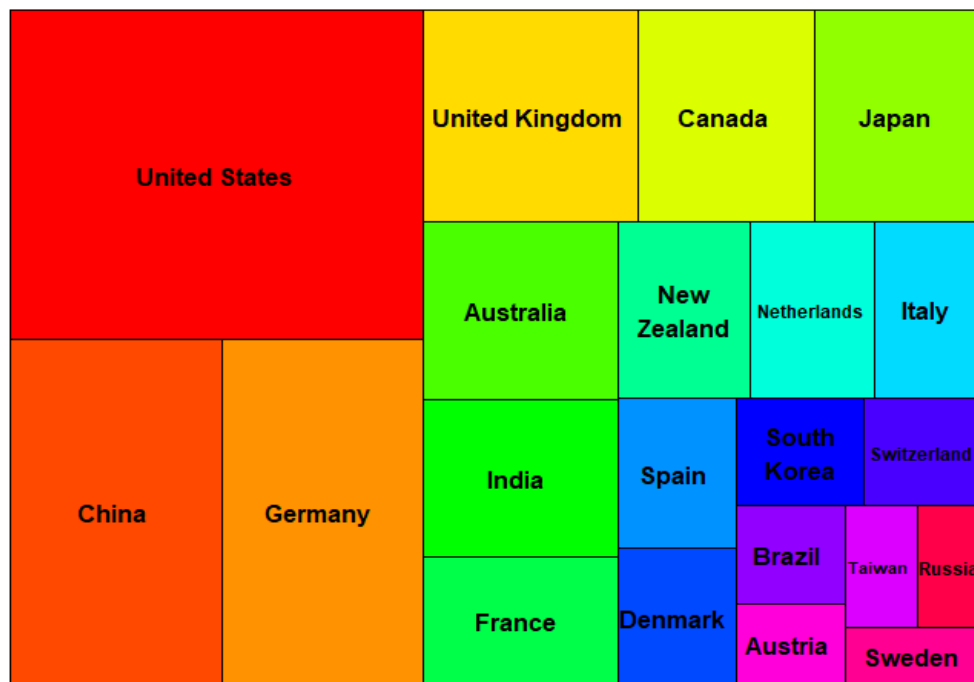 United States
United Kingdom
Canada
Japan
Australia
New
Zealand
Netherlands
Italy
China
Germany
India
Spain
South
Korea
Switzerland
France
Denmark
Brazil
Taiwan
Russia
Austria
Sweden